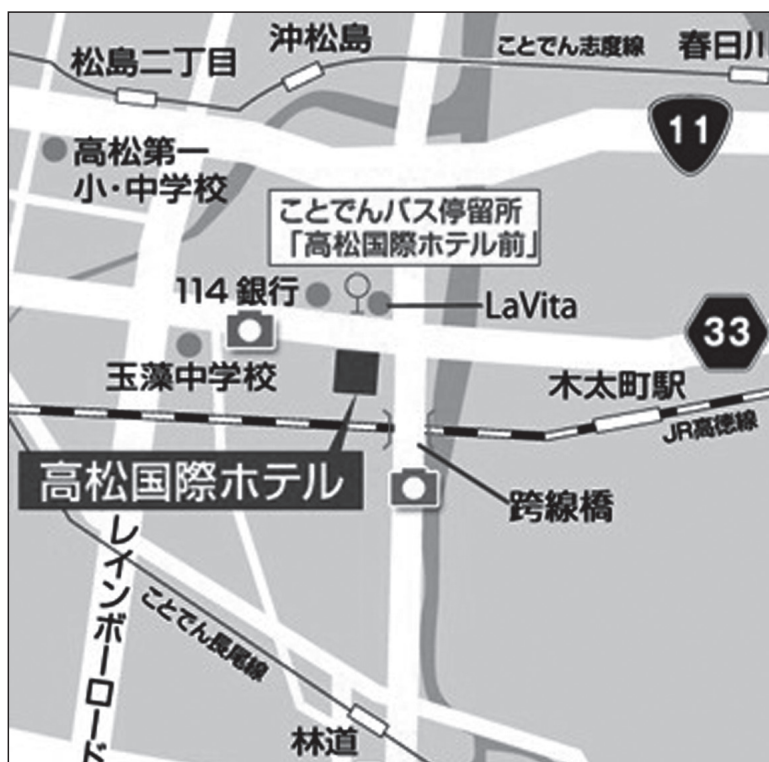 沖松島
ことでん志度線
春日川
松島二丁目
11
高松第一
小・中学校
ことでんバス停留所
「高松国際ホテル前」
114銀行
LaVita
33
玉藻中学校
木太町駅
JR高徳線
高松国際ホテル
跨線橋
レインボーロード
ことでん長尾線
林道